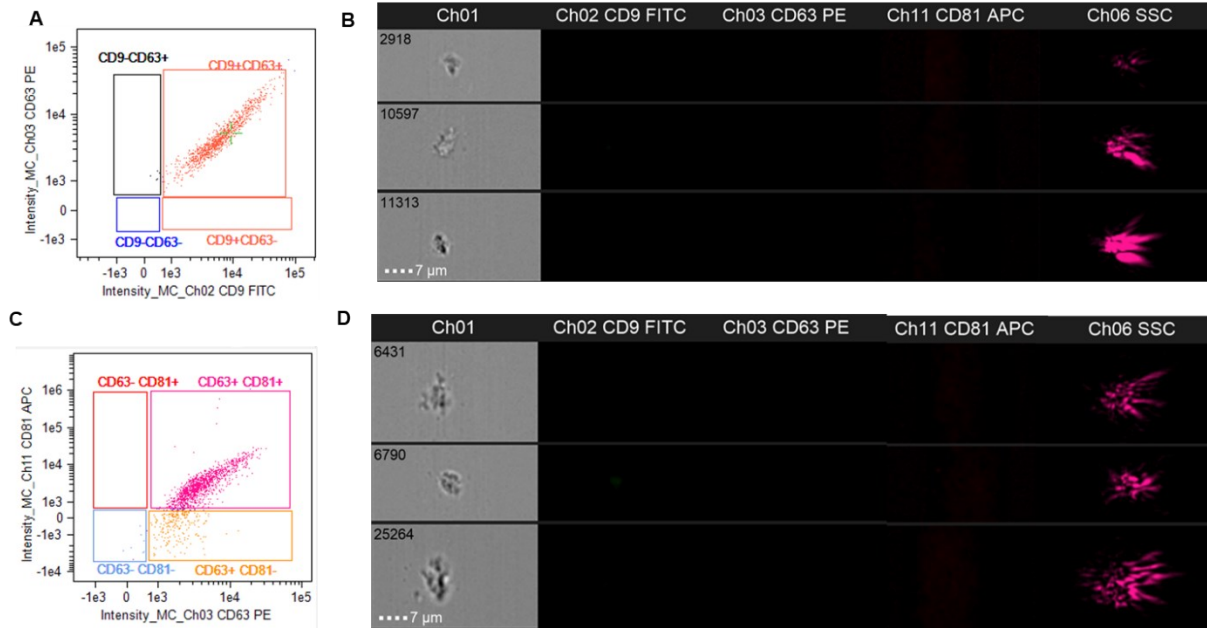 A
CD9-CD63+
CD9+CD63+
CD9-CD63-
CD9+CD63-
Intensity_MC_Ch03 CD63 PE
1e5
1e4
1e3
0
-1e3
-1e3 0 1e3 1e4 1e5
Intensity_MC_Ch02 CD9 FITC
B
Ch01 Ch02 CD9 FITC Ch03 CD63 PE Ch11 CD81 APC Ch06 SSC
2918
10597
11313
7 µm
C
CD63- CD81+ CD63+ CD81+
CD63- CD81- CD63+ CD81-
Intensity_MC_Ch11 CD81 APC
1e6
1e5
1e4
1e3
0
-1e3
-1e4
-1e3 0 1e3 1e4 1e5
Intensity_MC_Ch03 CD63 PE
D
Ch01 Ch02 CD9 FITC Ch03 CD63 PE Ch11 CD81 APC Ch06 SSC
6431
6790
25264
7 µm